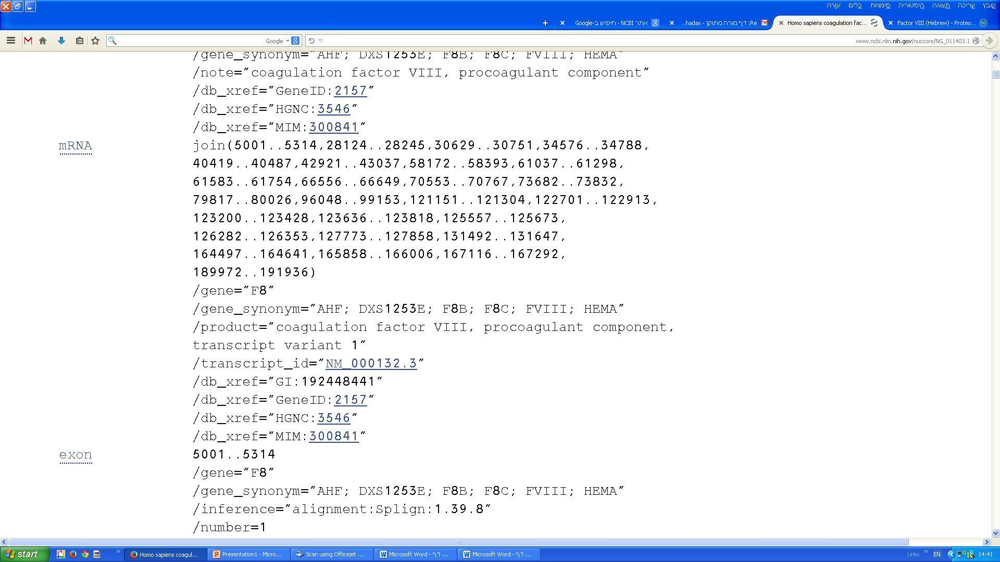 קובץ עריכה תצוגה היסטוריה סימניות כלים עזרה
Factor VIII (Hebrew) - Proteo...
Homo sapiens coagulation fac...
Re: דף מורה מתוקן - hadas...
אתר NCBI - חיפוש ב-Google
www.ncbi.nlm.nih.gov/nuccore/NG_011403.1
Google
/gene_synonym="AHF; DXS1253E; F8B; F8C; FVIII; HEMA"
/note="coagulation factor VIII, procoagulant component"
/db_xref="GeneID:2157"
/db_xref="HGNC:3546"
/db_xref="MIM:300841"
mRNA join(5001..5314,28124..28245,30629..30751,34576..34788,
40419..40487,42921..43037,58172..58393,61037..61298,
61583..61754,66556..66649,70553..70767,73682..73832,
79817..80026,96048..99153,121151..121304,122701..122913,
123200..123428,123636..123818,125557..125673,
126282..126353,127773..127858,131492..131647,
164497..164641,165858..166006,167116..167292,
189972..191936)
/gene="F8"
/gene_synonym="AHF; DXS1253E; F8B; F8C; FVIII; HEMA"
/product="coagulation factor VIII, procoagulant component,
transcript variant 1"
/transcript_id="NM_000132.3"
/db_xref="GI:192448441"
/db_xref="GeneID:2157"
/db_xref="HGNC:3546"
/db_xref="MIM:300841"
exon 5001..5314
/gene="F8"
/gene_synonym="AHF; DXS1253E; F8B; F8C; FVIII; HEMA"
/inference="alignment:Splign:1.39.8"
/number=1
start
Homo sapiens coagul...
Presentation1 - Micro...
Scan using Officejet ...
Microsoft Word - דף ...
Microsoft Word - דף ...
Links
EN
14:41